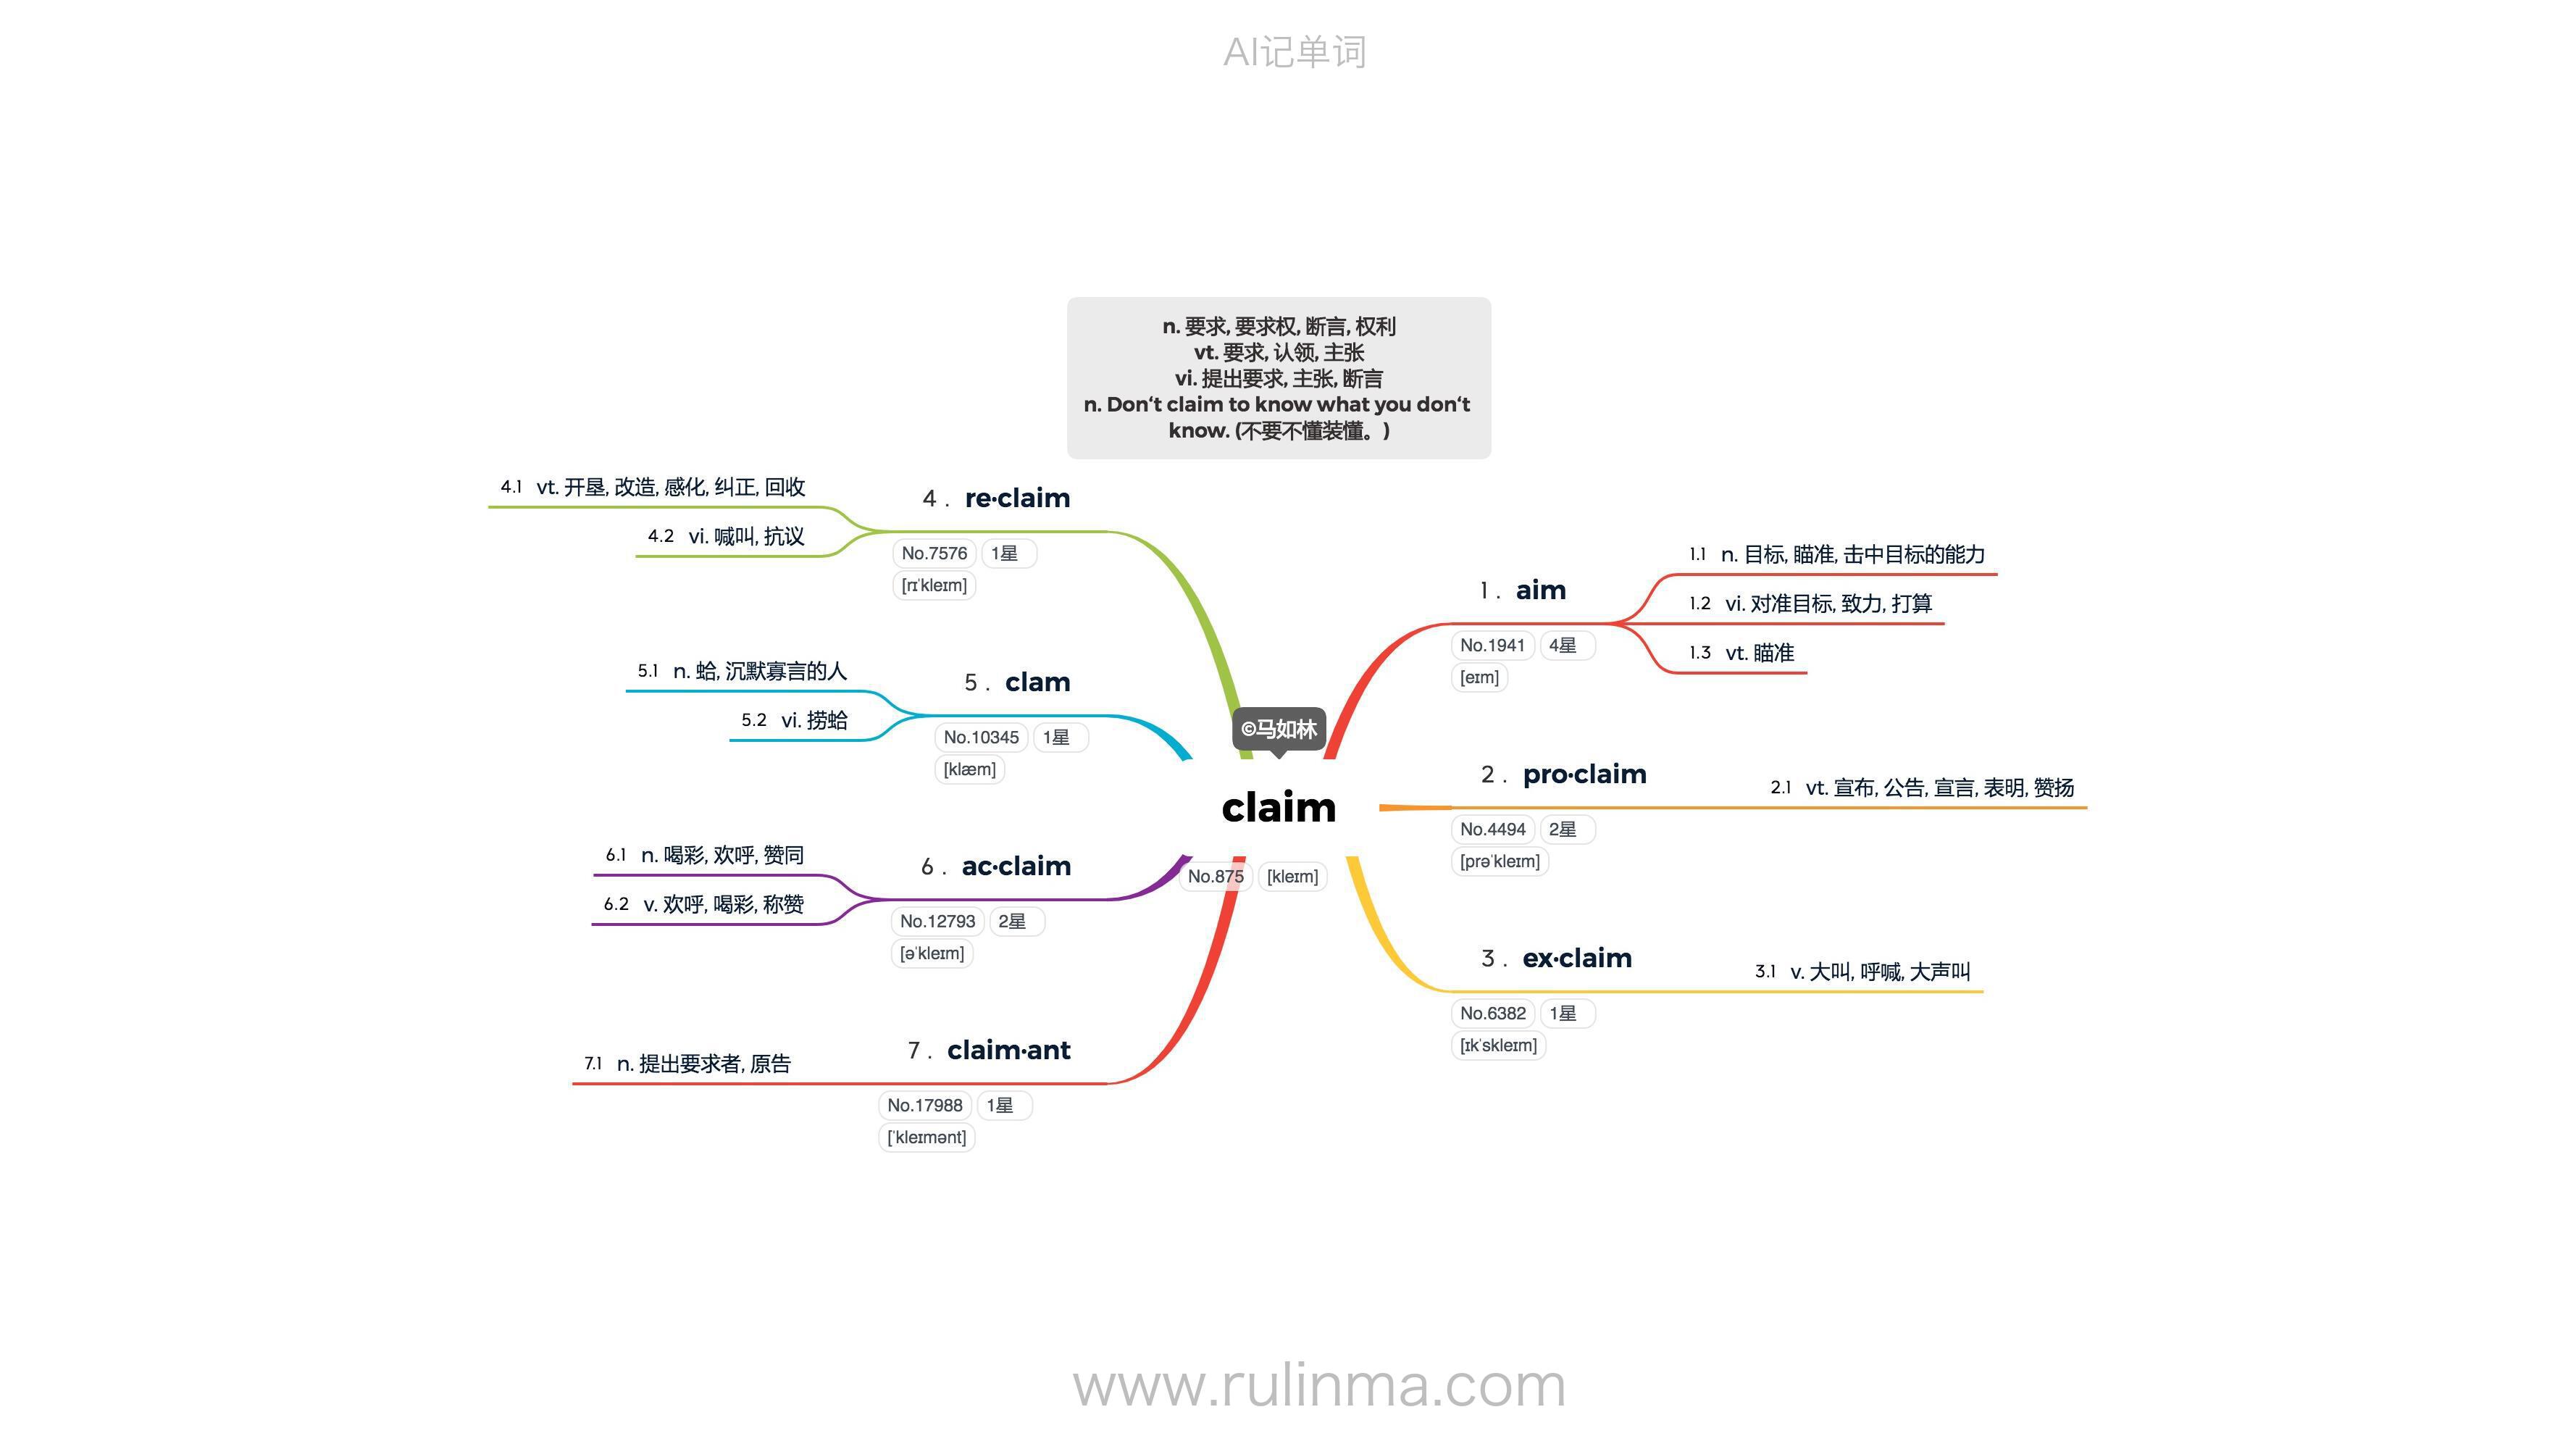 AI记单词
n. 要求, 要求权, 断言, 权利
vt. 要求, 认领, 主张
vi. 提出要求, 主张, 断言
n. Don‘t claim to know what you don‘t
know. (不要不懂装懂。)
©马如林
claim
No.875 [kleɪm]
1. aim
No.1941 4星
[eɪm]
1.1 n. 目标, 瞄准, 击中目标的能力
1.2 vi. 对准目标, 致力, 打算
1.3 vt. 瞄准
2. pro·claim
No.4494 2星
[prəˈkleɪm]
2.1 vt. 宣布, 公告, 宣言, 表明, 赞扬
3. ex·claim
No.6382 1星
[ɪkˈskleɪm]
3.1 v. 大叫, 呼喊, 大声叫
4. re·claim
No.7576 1星
[rɪˈkleɪm]
4.1 vt. 开垦, 改造, 感化, 纠正, 回收
4.2 vi. 喊叫, 抗议
5. clam
No.10345 1星
[klæm]
5.1 n. 蛤, 沉默寡言的人
5.2 vi. 捞蛤
6. ac·claim
No.12793 2星
[əˈkleɪm]
6.1 n. 喝彩, 欢呼, 赞同
6.2 v. 欢呼, 喝彩, 称赞
7. claim·ant
No.17988 1星
[ˈkleɪmənt]
7.1 n. 提出要求者, 原告
www.rulinma.com